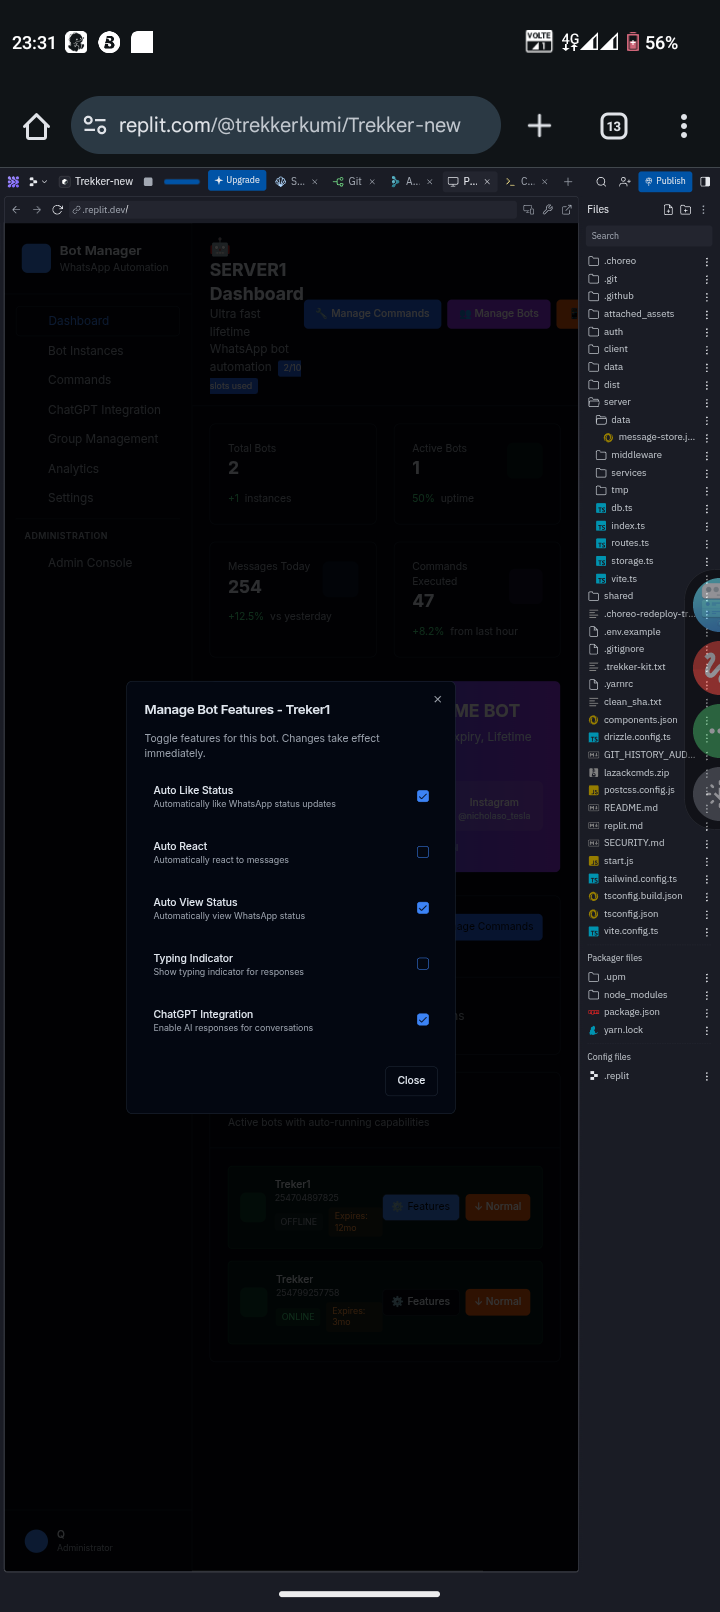 23:31
VOLTE
1
4G
56%
replit.com/@trekkerkumi/Trekker-new
13
Trekker-new
Upgrade
S...
Git
A...
P...
C...
Publish
.replit.dev/
Files
Search
Bot Manager
WhatsApp Automation
Dashboard
Bot Instances
Commands
ChatGPT Integration
Group Management
Analytics
Settings
ADMINISTRATION
Admin Console
SERVER1
Dashboard
Ultra fast
lifetime
WhatsApp bot
automation 2/10
slots used
Manage Commands
Manage Bots
Total Bots
2
+1 instances
Active Bots
1
50% uptime
Messages Today
254
+12.5% vs yesterday
Commands
Executed
47
+8.2% from last hour
ME BOT
xpiry, Lifetime
Instagram
Manage Bot Features - Treker1
Toggle features for this bot. Changes take effect
immediately.
Auto Like Status
Automatically like WhatsApp status updates
Auto React
Automatically react to messages
Auto View Status
Automatically view WhatsApp status
Typing Indicator
Show typing indicator for responses
ChatGPT Integration
Enable AI responses for conversations
Close
ge Commands
Active bots with auto-running capabilities
Treker1
254704897825
OFFLINE
Expires:
12mo
Features
Normal
Trekker
254799257758
ONLINE
Expires:
3mo
Features
Normal
Q
Administrator
.choreo
.git
.github
attached_assets
auth
client
data
dist
server
data
message-store.j...
middleware
services
tmp
db.ts
index.ts
routes.ts
storage.ts
vite.ts
shared
.choreo-redeploy-tr...
.env.example
.gitignore
.trekker-kit.txt
.yarnrc
clean_sha.txt
components.json
drizzle.config.ts
GIT_HISTORY_AUD...
lazackcmds.zip
postcss.config.js
README.md
replit.md
SECURITY.md
start.js
tailwind.config.ts
tsconfig.build.json
tsconfig.json
vite.config.ts
Packager files
.upm
node_modules
package.json
yarn.lock
Config files
.replit